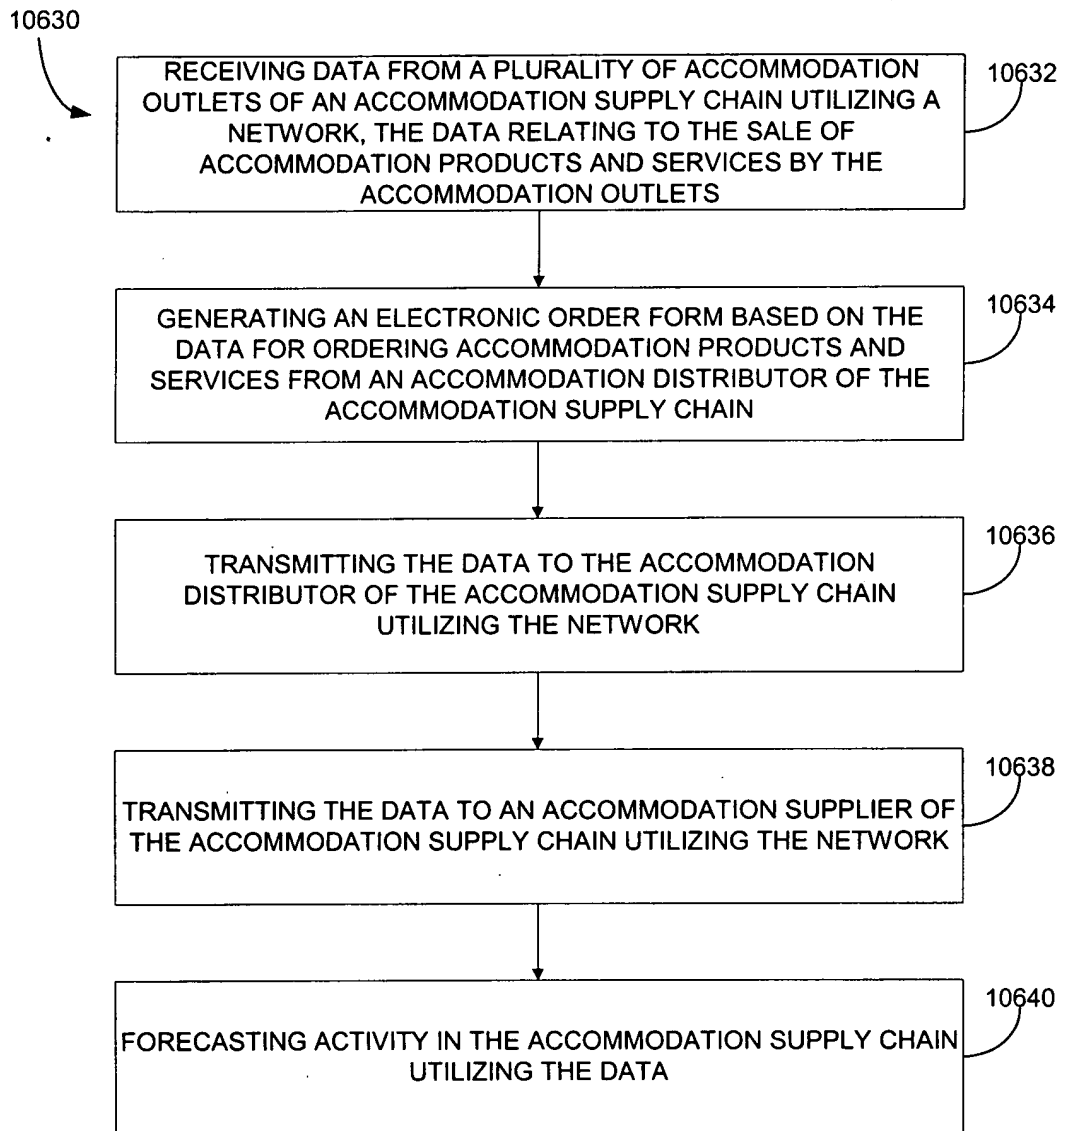 10630
RECEIVING DATA FROM A PLURALITY OF ACCOMMODATION
OUTLETS OF AN ACCOMMODATION SUPPLY CHAIN UTILIZING A
NETWORK, THE DATA RELATING TO THE SALE OF
ACCOMMODATION PRODUCTS AND SERVICES BY THE
ACCOMMODATION OUTLETS
10632
GENERATING AN ELECTRONIC ORDER FORM BASED ON THE
DATA FOR ORDERING ACCOMMODATION PRODUCTS AND
SERVICES FROM AN ACCOMMODATION DISTRIBUTOR OF THE
ACCOMMODATION SUPPLY CHAIN
10634
TRANSMITTING THE DATA TO THE ACCOMMODATION
DISTRIBUTOR OF THE ACCOMMODATION SUPPLY CHAIN
UTILIZING THE NETWORK
10636
TRANSMITTING THE DATA TO AN ACCOMMODATION SUPPLIER OF
THE ACCOMMODATION SUPPLY CHAIN UTILIZING THE NETWORK
10638
FORECASTING ACTIVITY IN THE ACCOMMODATION SUPPLY CHAIN
UTILIZING THE DATA
10640